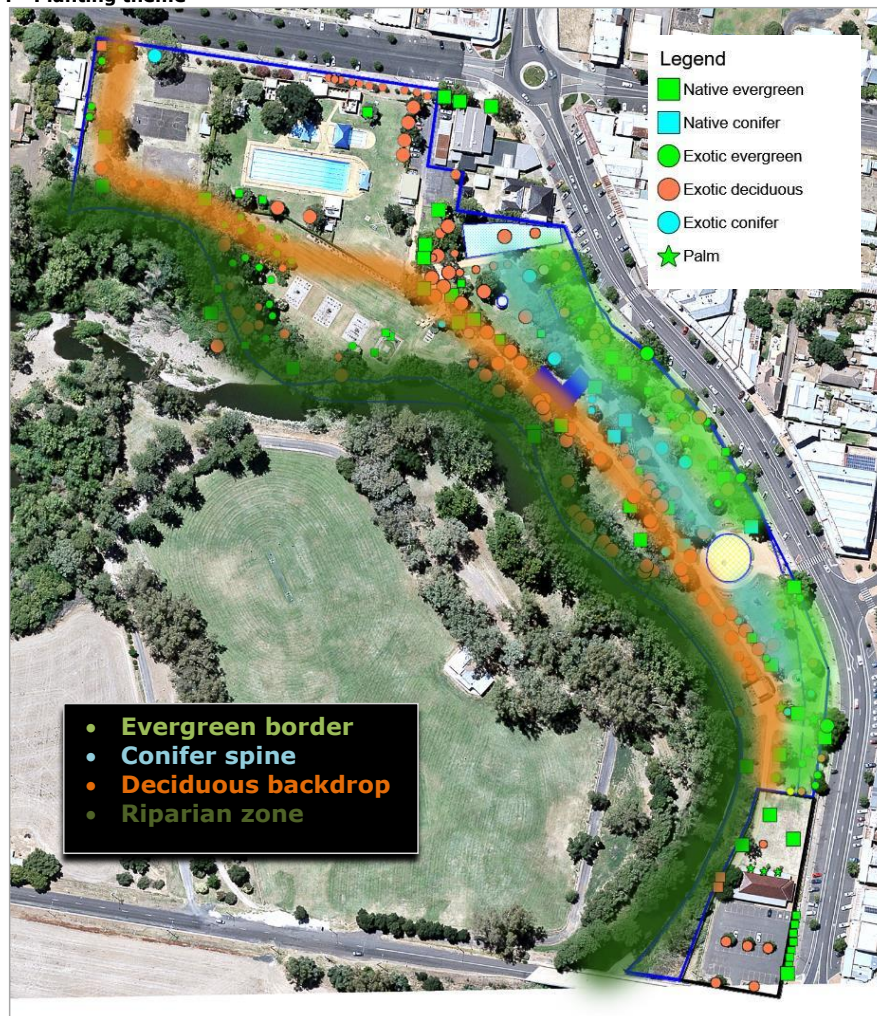 Planting theme
Legend
Native evergreen
Native conifer
Exotic evergreen
Exotic deciduous
Exotic conifer
Palm
• Evergreen border
• Conifer spine
• Deciduous backdrop
• Riparian zone